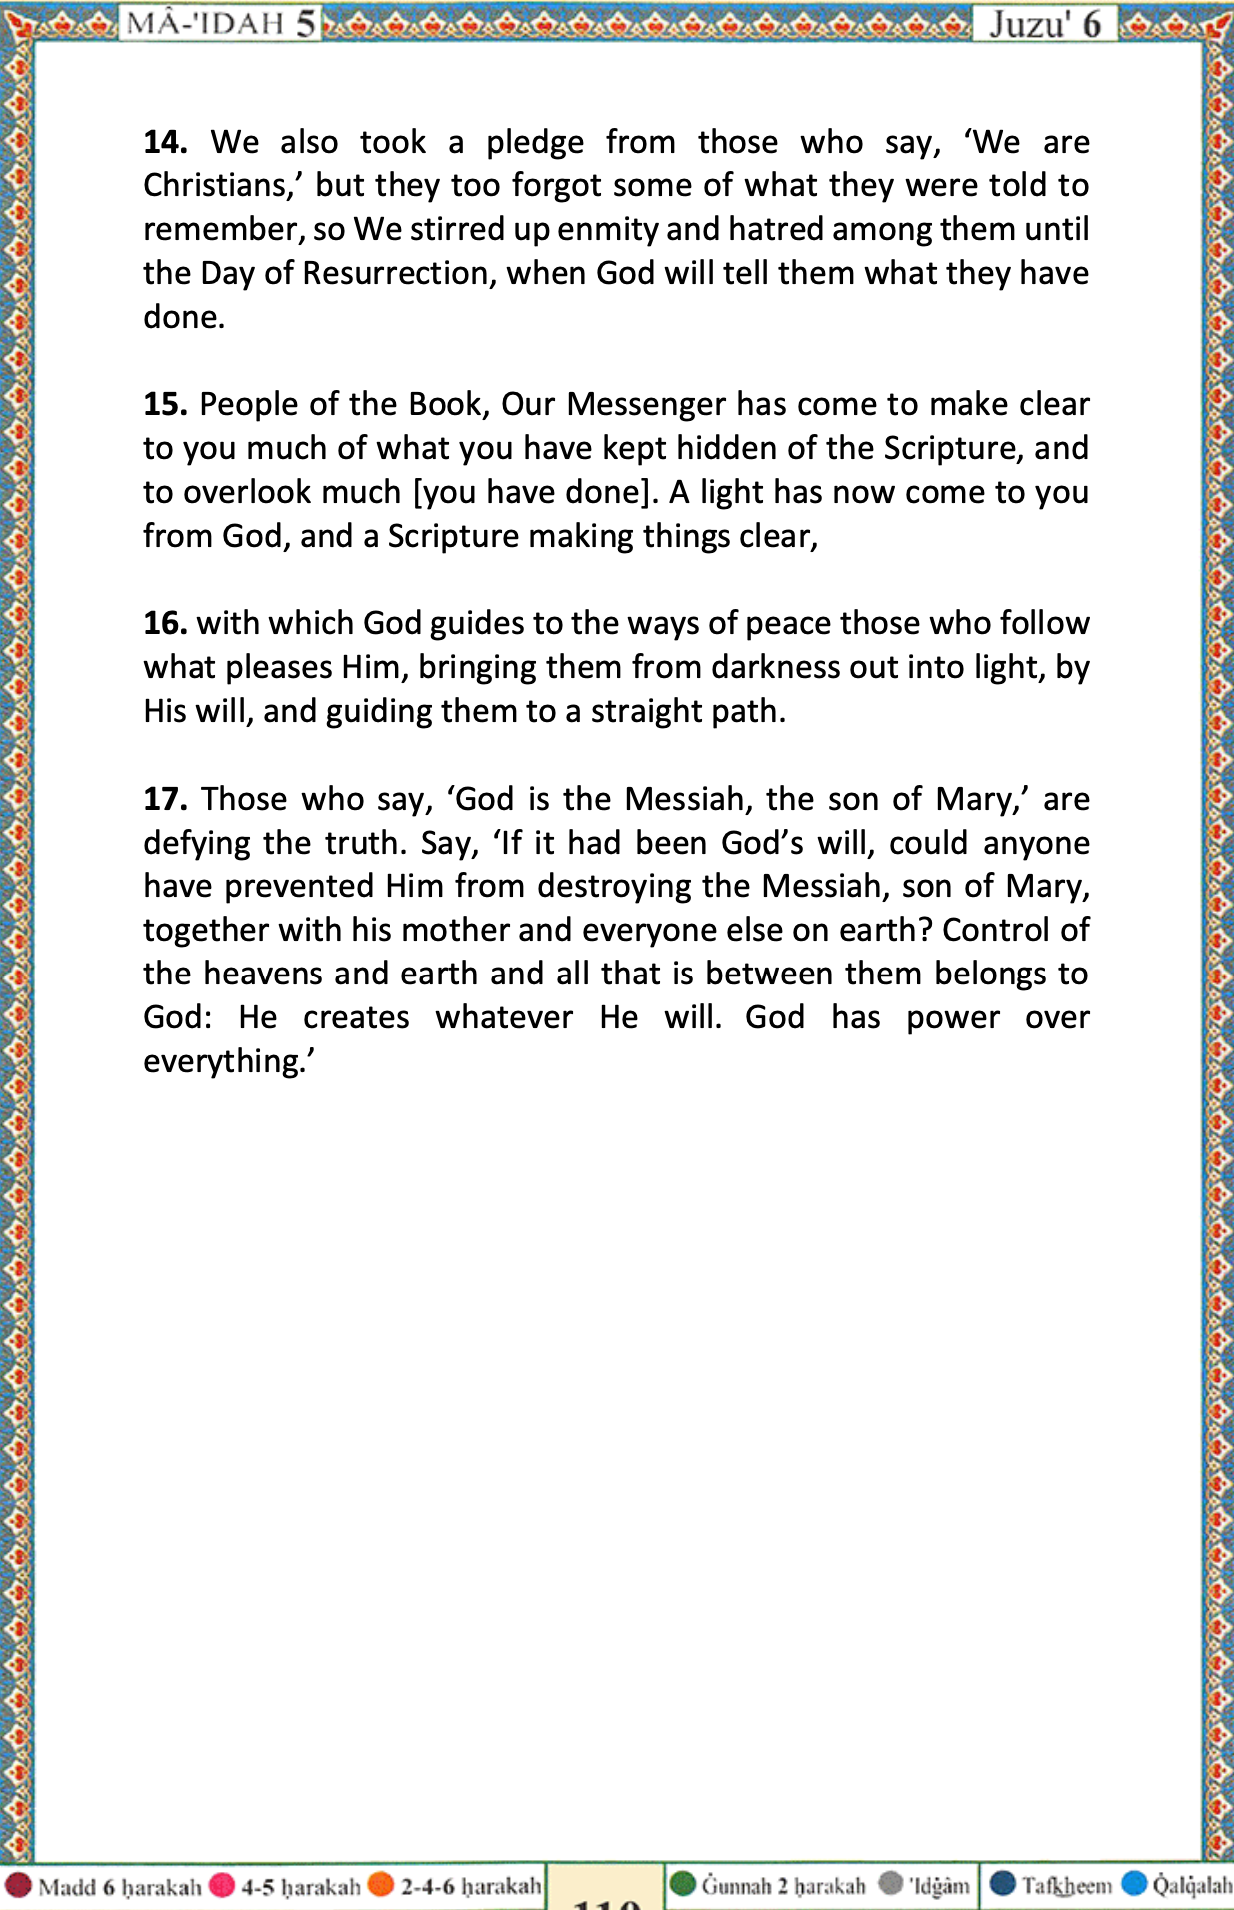 MÂ-'IDAH 5
Juzu' 6
14. We also took a pledge from those who say, ‘We are
Christians,’ but they too forgot some of what they were told to
remember, so We stirred up enmity and hatred among them until
the Day of Resurrection, when God will tell them what they have
done.
15. People of the Book, Our Messenger has come to make clear
to you much of what you have kept hidden of the Scripture, and
to overlook much [you have done]. A light has now come to you
from God, and a Scripture making things clear,
16. with which God guides to the ways of peace those who follow
what pleases Him, bringing them from darkness out into light, by
His will, and guiding them to a straight path.
17. Those who say, ‘God is the Messiah, the son of Mary,’ are
defying the truth. Say, ‘If it had been God’s will, could anyone
have prevented Him from destroying the Messiah, son of Mary,
together with his mother and everyone else on earth? Control of
the heavens and earth and all that is between them belongs to
God: He creates whatever He will. God has power over
everything.’
Madd 6 ḥarakah 4-5 ḥarakah 2-4-6 ḥarakah
Ġunnah 2 ḥarakah 'Idġâm Tafkheem Q̇alq̇alah